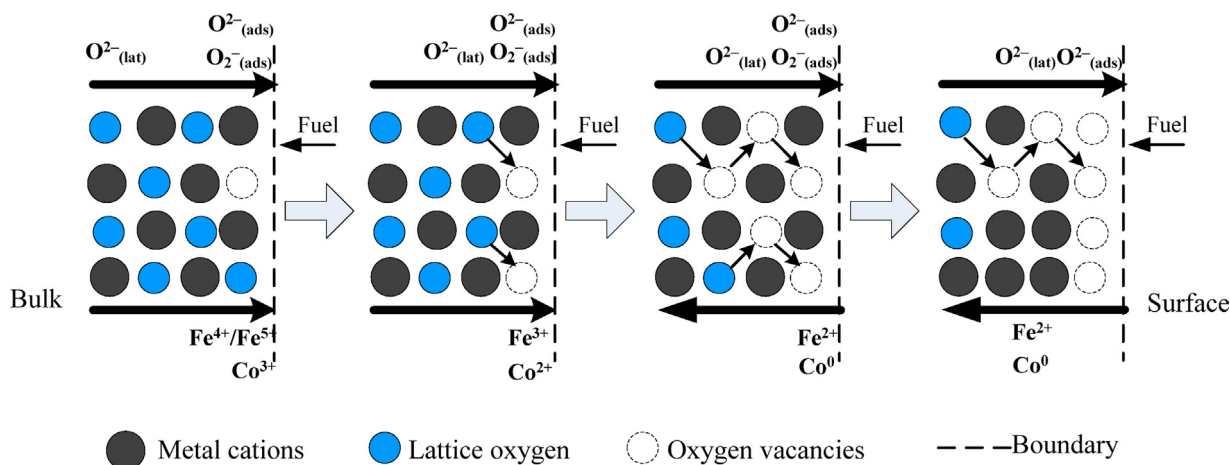 O²⁻(ads)
O²⁻(lat) O₂⁻(ads)
Fuel
Bulk
Fe⁴⁺/Fe⁵⁺
Co³⁺
O²⁻(ads)
O²⁻(lat) O₂⁻(ads)
Fuel
Fe³⁺
Co²⁺
O²⁻(ads)
O²⁻(lat) O₂⁻(ads)
Fuel
Fe²⁺
Co⁰
O²⁻(lat)O²⁻(ads)
Fuel
Surface
Fe²⁺
Co⁰
Metal cations
Lattice oxygen
Oxygen vacancies
Boundary